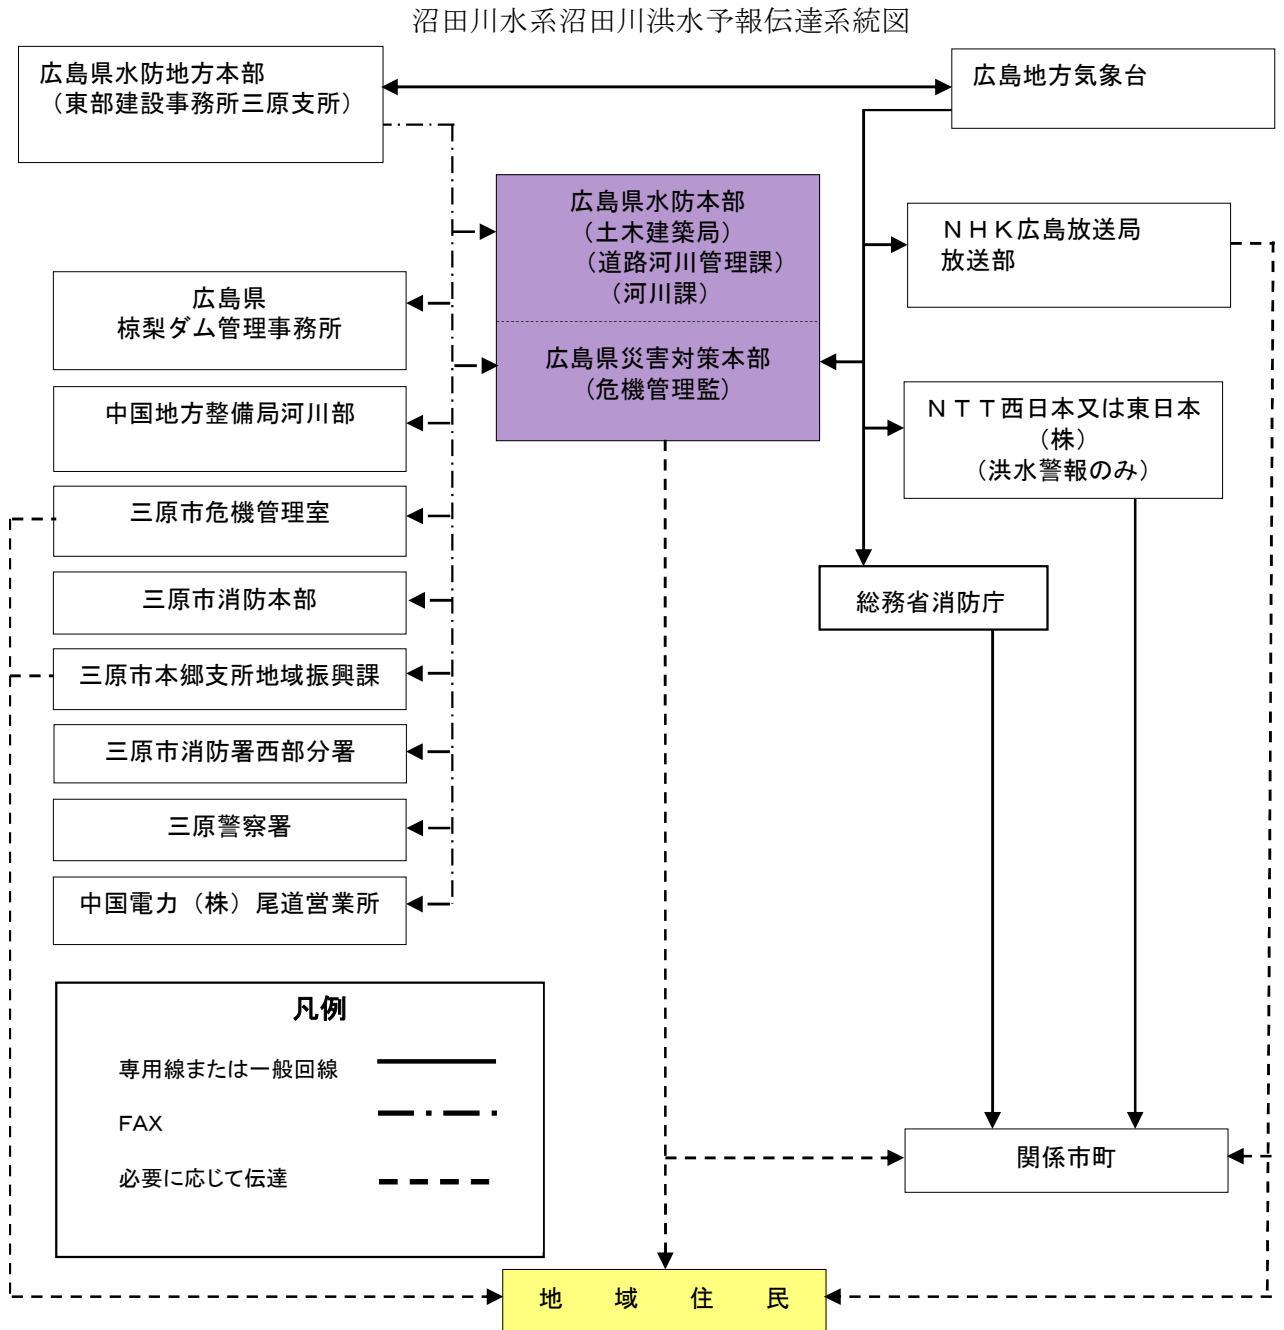 沼田川水系沼田川洪水予報伝達系統図
広島県水防地方本部
（東部建設事務所三原支所）
広島地方気象台
広島県水防本部
（土木建築局）
（道路河川管理課）
（河川課）
広島県災害対策本部
（危機管理監）
ＮＨＫ広島放送局
放送部
広島県
椋梨ダム管理事務所
中国地方整備局河川部
ＮＴＴ西日本又は東日本
（株）
（洪水警報のみ）
三原市危機管理室
三原市消防本部
総務省消防庁
三原市本郷支所地域振興課
三原市消防署西部分署
三原警察署
中国電力（株）尾道営業所
凡例
専用線または一般回線
FAX
必要に応じて伝達
関係市町
地　域　住　民